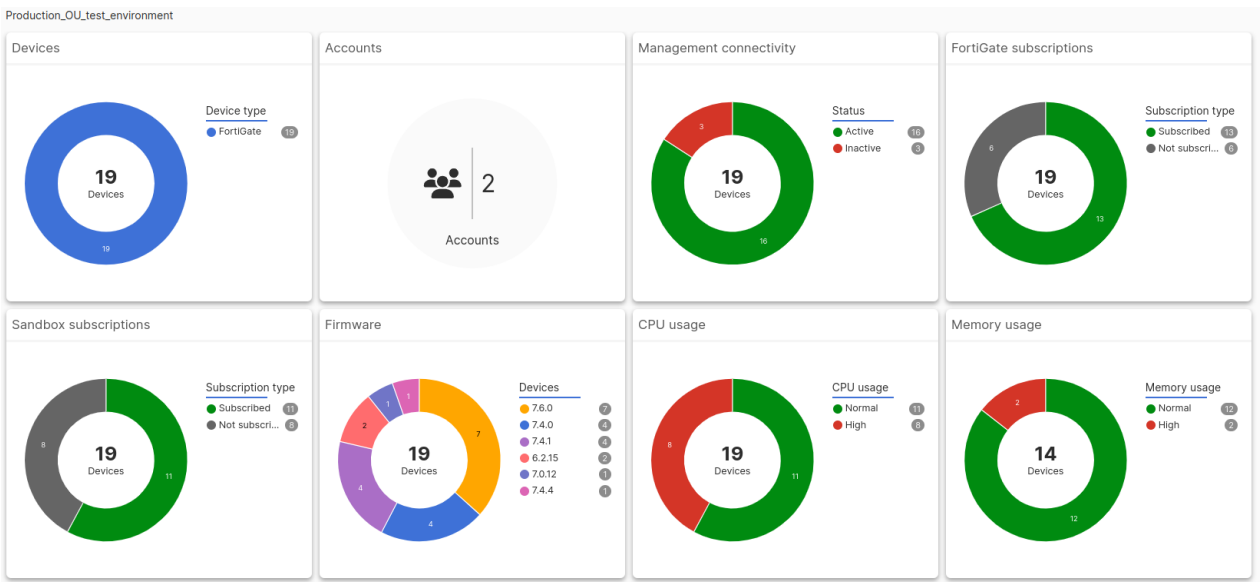 Production_OU_test_environment
Devices
19
Devices
19
Device type
FortiGate 19
Accounts
2
Accounts
Management connectivity
3
19
Devices
16
Status
Active 16
Inactive 3
FortiGate subscriptions
6
19
Devices
13
Subscription type
Subscribed 13
Not subscri... 6
Sandbox subscriptions
8
19
Devices
11
Subscription type
Subscribed 11
Not subscri... 8
Firmware
1
1
2
7
19
Devices
4
4
Devices
7.6.0 7
7.4.0 4
7.4.1 4
6.2.15 2
7.0.12 1
7.4.4 1
CPU usage
8
19
Devices
11
CPU usage
Normal 11
High 8
Memory usage
2
14
Devices
12
Memory usage
Normal 12
High 2